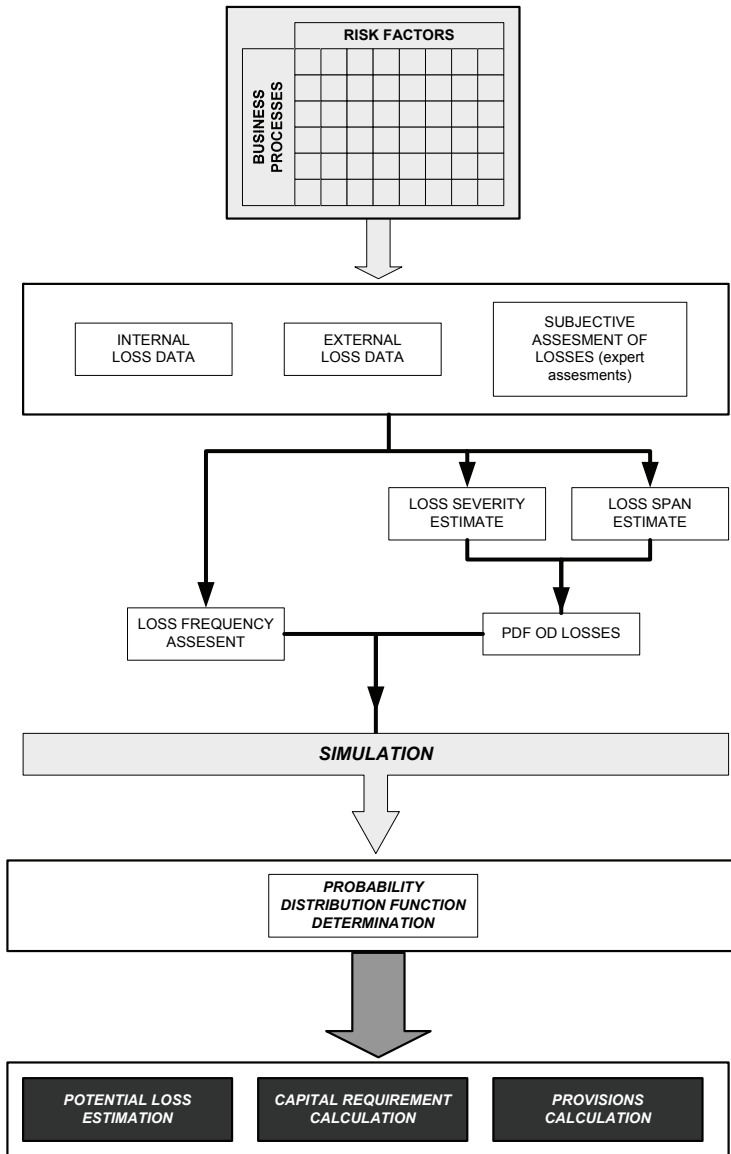 RISK FACTORS
BUSINESS
PROCESSES
INTERNAL
LOSS DATA
EXTERNAL
LOSS DATA
SUBJECTIVE
ASSESMENT OF
LOSSES (expert
assesments)
LOSS SEVERITY
ESTIMATE
LOSS SPAN
ESTIMATE
LOSS FREQUENCY
ASSESENT
PDF OD LOSSES
SIMULATION
PROBABILITY
DISTRIBUTION FUNCTION
DETERMINATION
POTENTIAL LOSS
ESTIMATION
CAPITAL REQUIREMENT
CALCULATION
PROVISIONS
CALCULATION